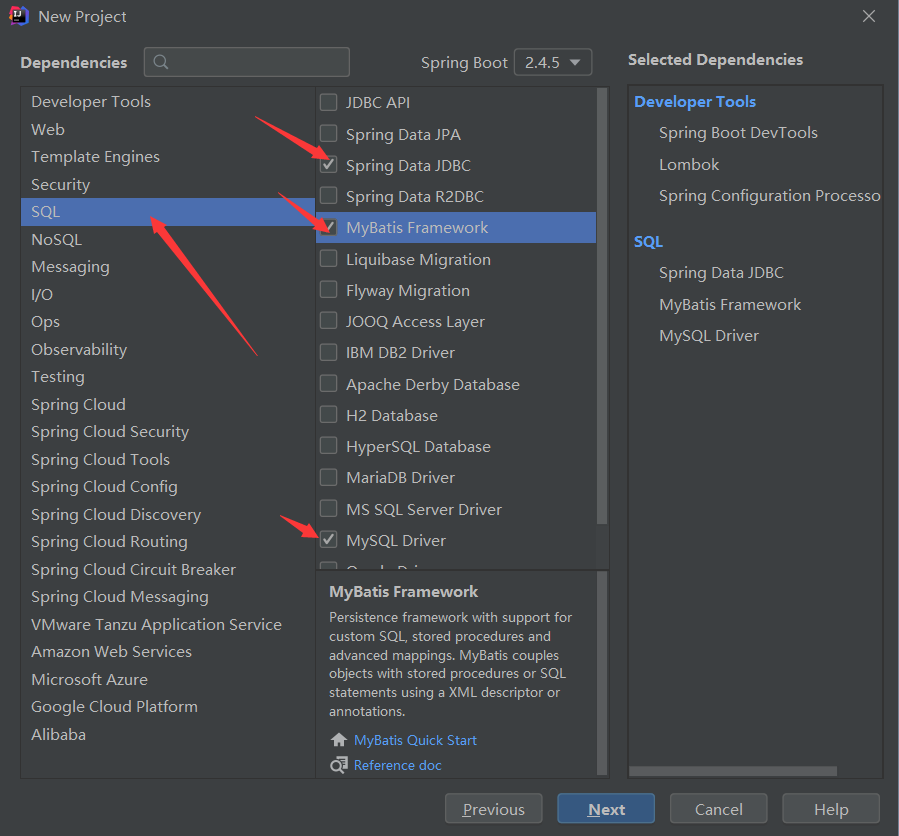 New Project
Dependencies
Spring Boot 2.4.5
Selected Dependencies
Developer Tools
Web
Template Engines
Security
SQL
NoSQL
Messaging
I/O
Ops
Observability
Testing
Spring Cloud
Spring Cloud Security
Spring Cloud Tools
Spring Cloud Config
Spring Cloud Discovery
Spring Cloud Routing
Spring Cloud Circuit Breaker
Spring Cloud Messaging
VMware Tanzu Application Service
Amazon Web Services
Microsoft Azure
Google Cloud Platform
Alibaba
JDBC API
Spring Data JPA
Spring Data JDBC
Spring Data R2DBC
MyBatis Framework
Liquibase Migration
Flyway Migration
JOOQ Access Layer
IBM DB2 Driver
Apache Derby Database
H2 Database
HyperSQL Database
MariaDB Driver
MS SQL Server Driver
MySQL Driver
MyBatis Framework
Persistence framework with support for
custom SQL, stored procedures and
advanced mappings. MyBatis couples
objects with stored procedures or SQL
statements using a XML descriptor or
annotations.
MyBatis Quick Start
Reference doc
Developer Tools
Spring Boot DevTools
Lombok
Spring Configuration Processo
SQL
Spring Data JDBC
MyBatis Framework
MySQL Driver
Previous
Next
Cancel
Help